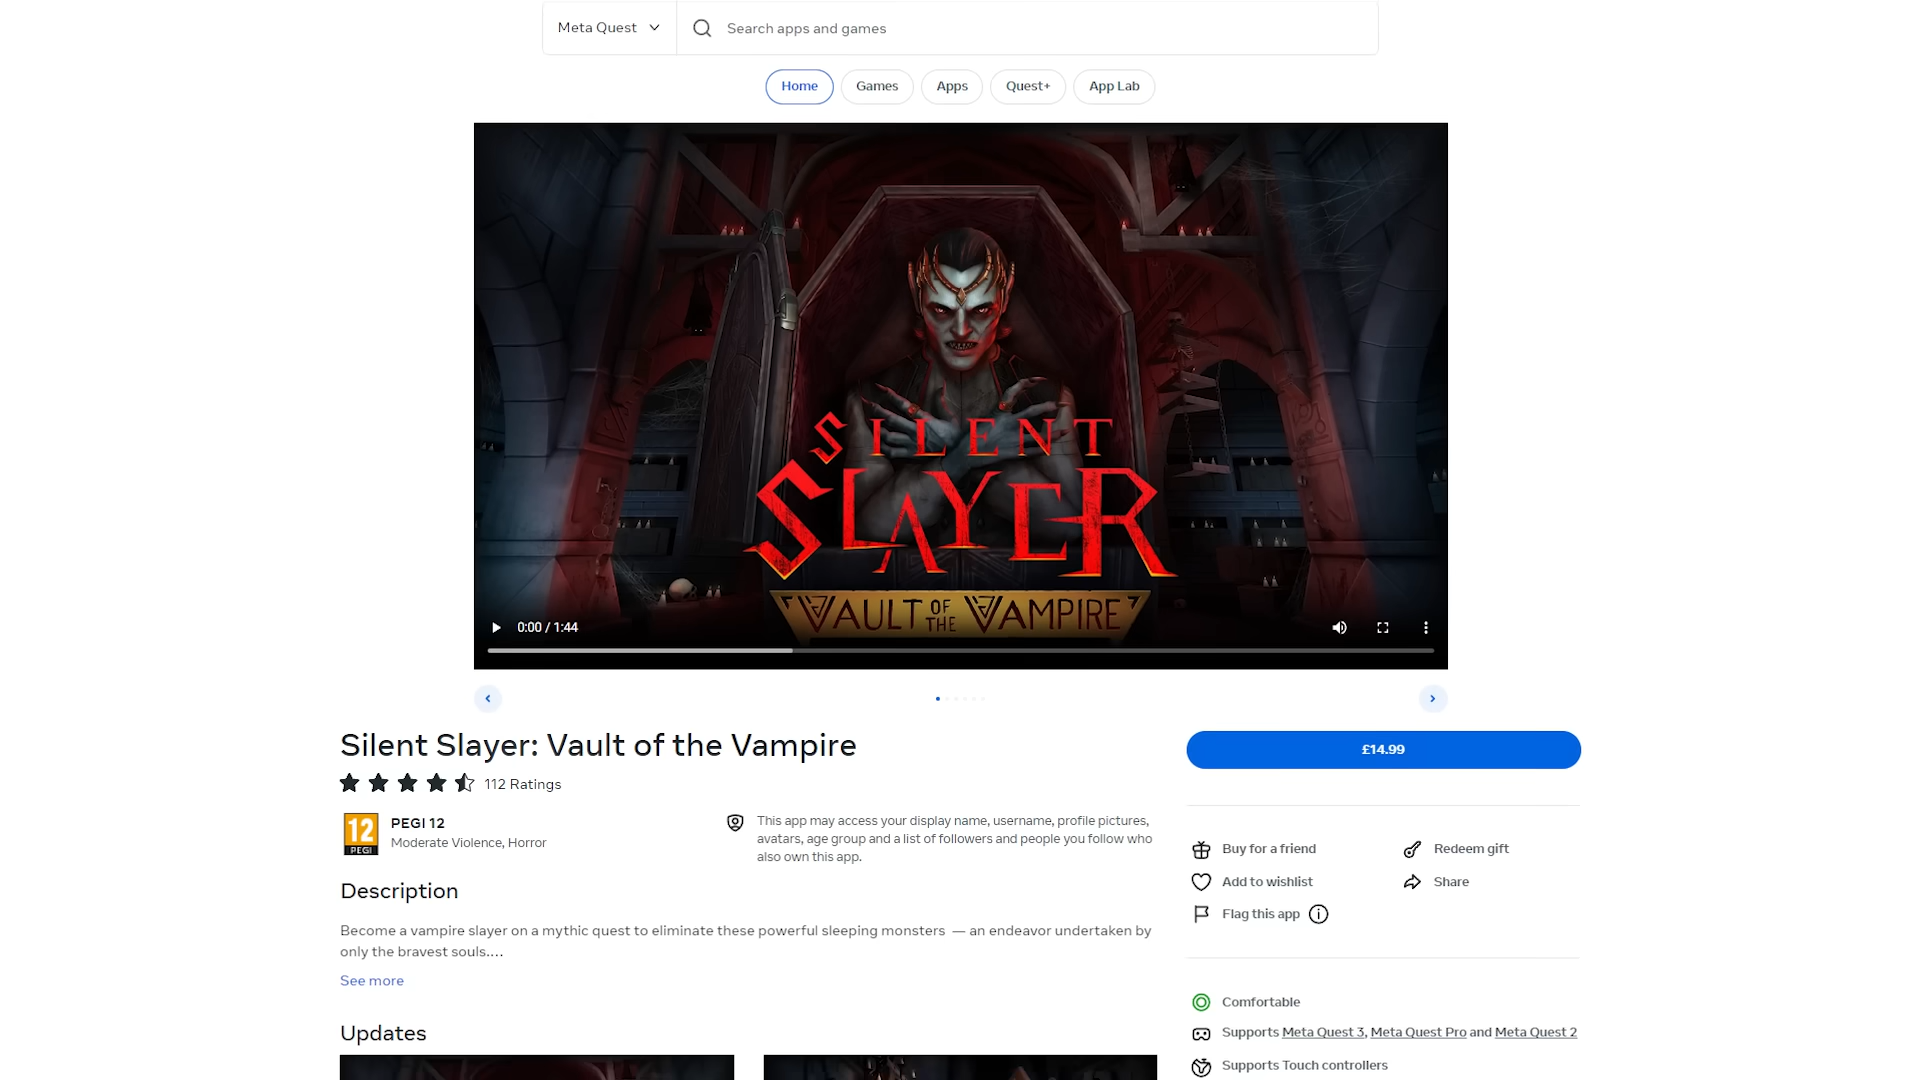 Meta Quest
Search apps and games
Home
Games
Apps
Quest+
App Lab
SILENT
SLAYER
VAULT OF THE VAMPIRE
0:00 / 1:44
Silent Slayer: Vault of the Vampire
112 Ratings
£14.99
12
PEGI
PEGI 12
Moderate Violence, Horror
This app may access your display name, username, profile pictures,
avatars, age group and a list of followers and people you follow who
also own this app.
Buy for a friend
Redeem gift
Add to wishlist
Share
Flag this app
Description
Become a vampire slayer on a mythic quest to eliminate these powerful sleeping monsters — an endeavor undertaken by
only the bravest souls....
See more
Comfortable
Supports Meta Quest 3, Meta Quest Pro and Meta Quest 2
Supports Touch controllers
Updates